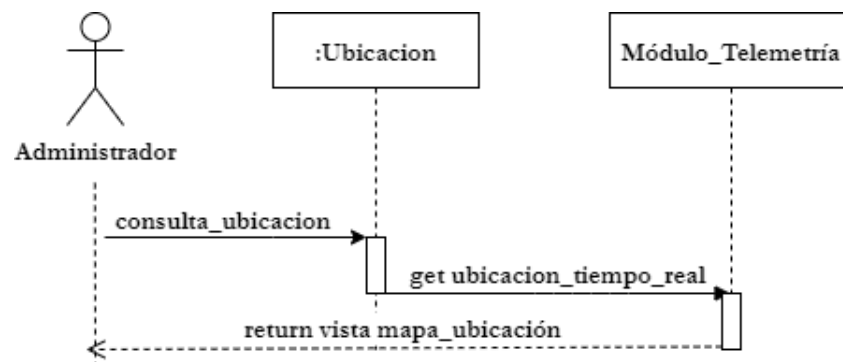 :Ubicacion
Módulo_Telemetría
Administrador
consulta_ubicacion
get ubicacion_tiempo_real
return vista mapa_ubicación